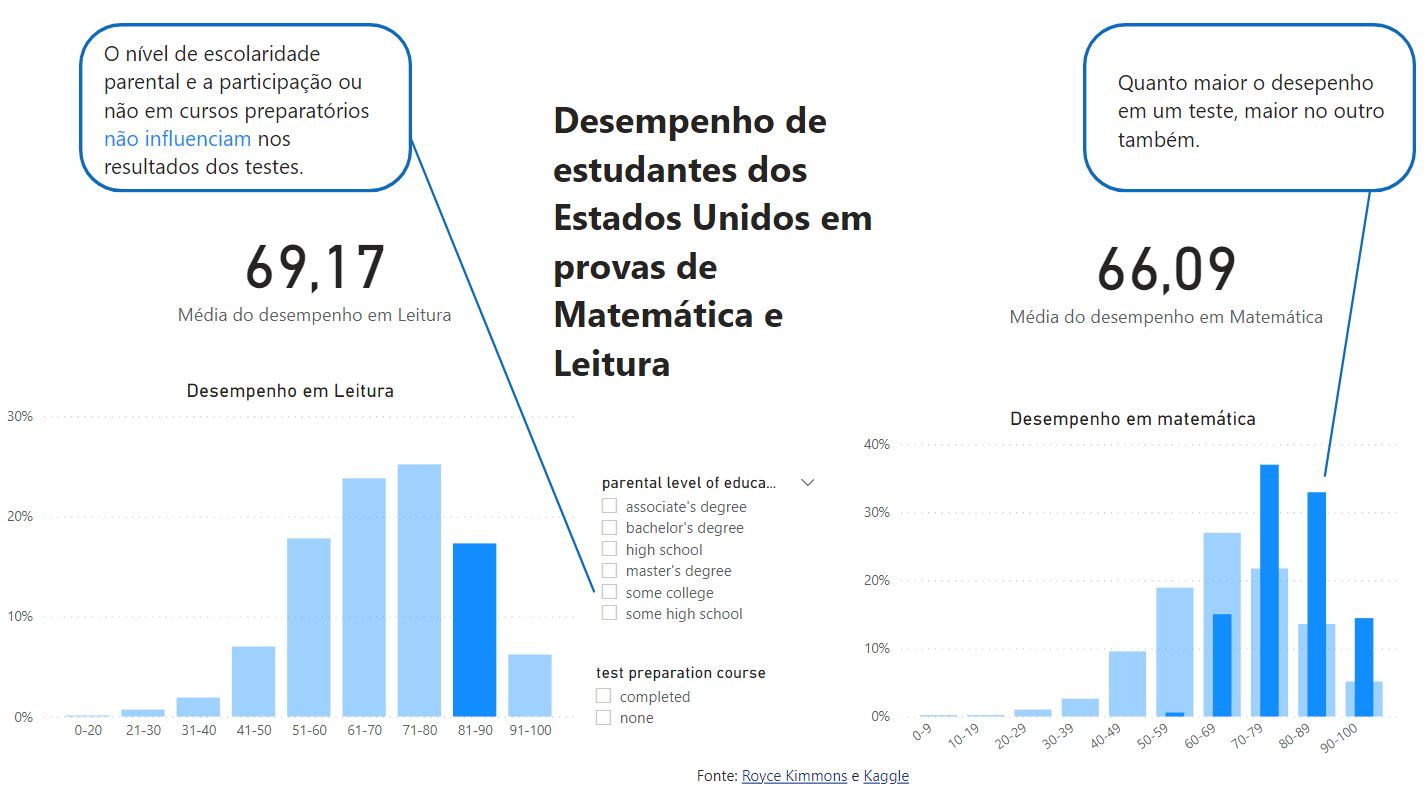 O nível de escolaridade
parental e a participação ou
não em cursos preparatórios
não influenciam nos
resultados dos testes.
Desempenho de
estudantes dos
Estados Unidos em
provas de
Matemática e
Leitura
Quanto maior o desepenho
em um teste, maior no outro
também.
69,17
Média do desempenho em Leitura
66,09
Média do desempenho em Matemática
Desempenho em Leitura
30%
20%
10%
0%
0-20 21-30 31-40 41-50 51-60 61-70 71-80 81-90 91-100
parental level of educa...
associate's degree
bachelor's degree
high school
master's degree
some college
some high school
test preparation course
completed
none
Desempenho em matemática
40%
30%
20%
10%
0%
0-9 10-19 20-29 30-39 40-49 50-59 60-69 70-79 80-89 90-100
Fonte: Royce Kimmons e Kaggle